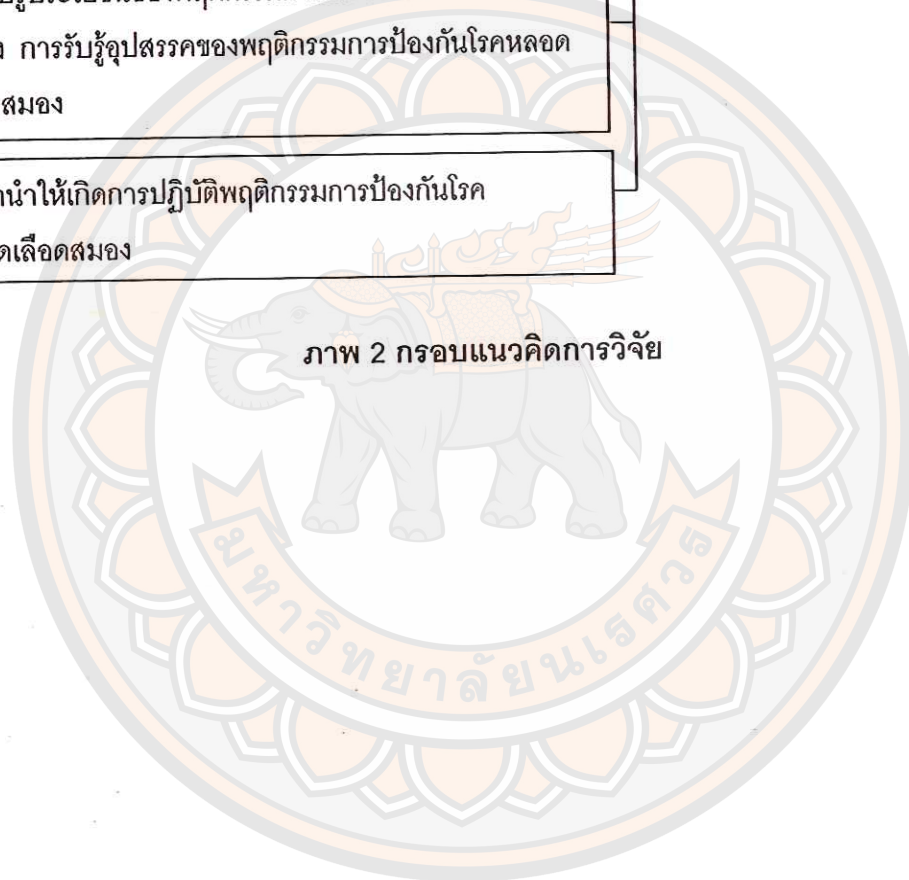 การรับรู้อุปสรรคของพฤติกรรมการป้องกันโรคหลอด
สมอง
นำให้เกิดการปฏิบัติพฤติกรรมการป้องกันโรค
ดเลือดสมอง
ภาพ 2 กรอบแนวคิดการวิจัย
มหาวิทยาลัยนเรศวร